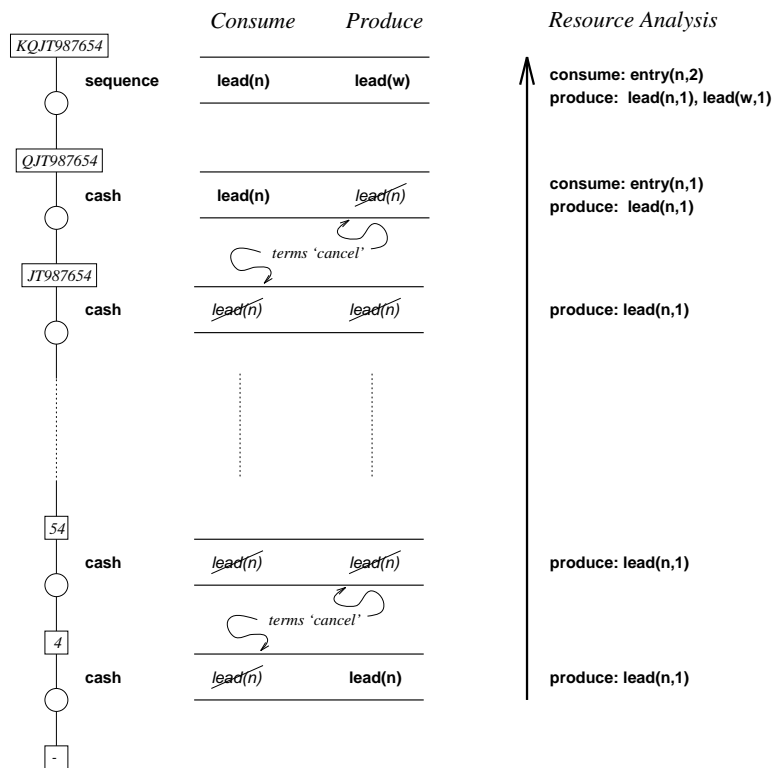 Consume Produce Resource Analysis
KQJT987654
sequence lead(n) lead(w) consume: entry(n,2)
produce: lead(n,1), lead(w,1)
QJT987654
cash lead(n) lead(n) consume: entry(n,1)
produce: lead(n,1)
terms ‘cancel’
JT987654
cash lead(n) lead(n) produce: lead(n,1)
54
cash lead(n) lead(n) produce: lead(n,1)
terms ‘cancel’
4
cash lead(n) lead(n) produce: lead(n,1)
-